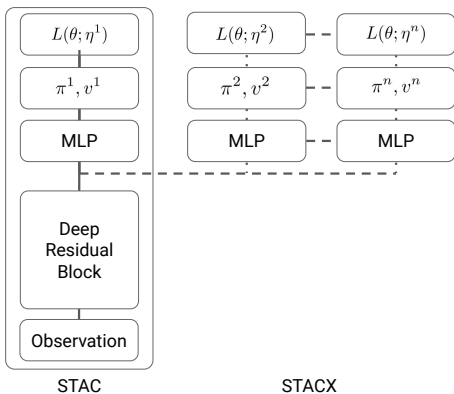 L(θ; η¹)
π¹, v¹
MLP
Deep
Residual
Block
Observation
STAC
L(θ; η²)
L(θ; ηⁿ)
π², v²
πⁿ, vⁿ
MLP
MLP
STACX